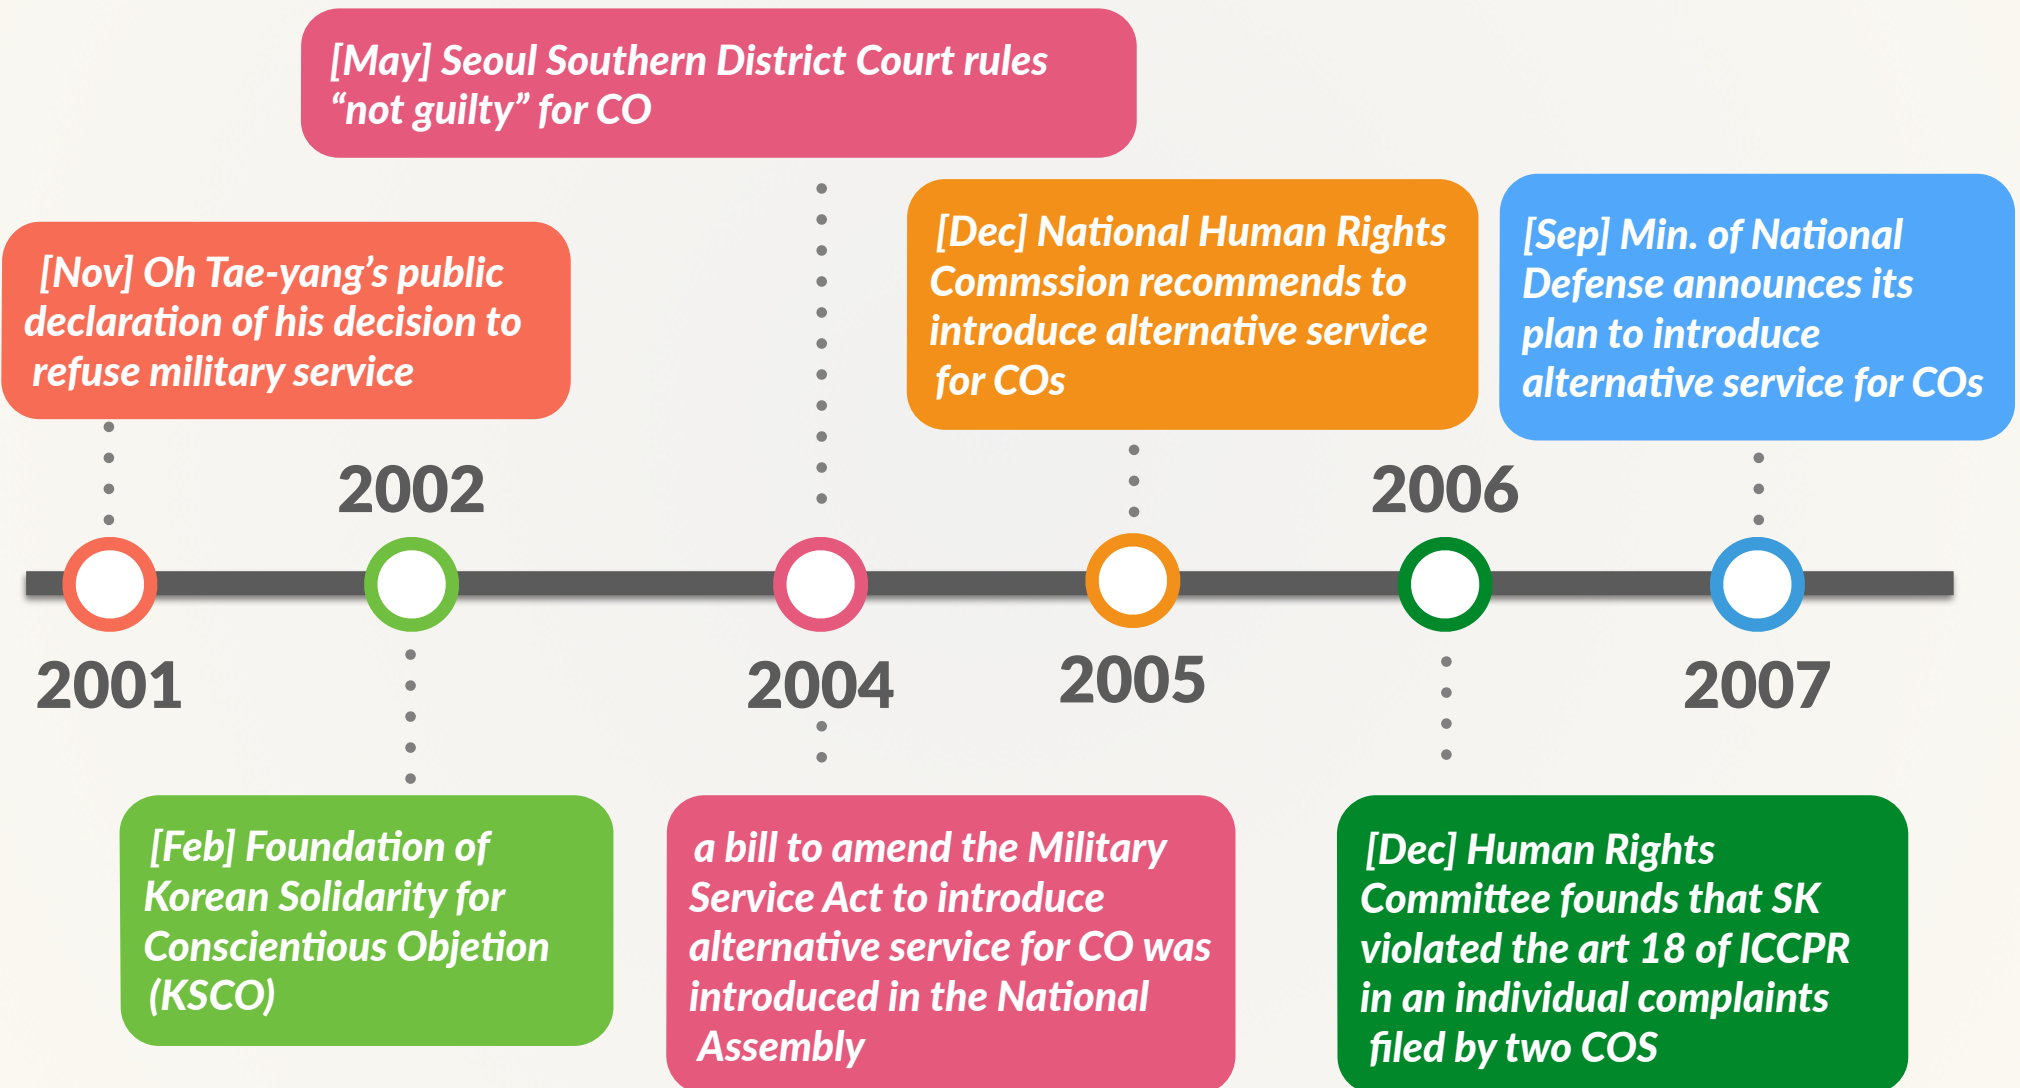 [May] Seoul Southern District Court rules
“not guilty” for CO
[Nov] Oh Tae-yang’s public
declaration of his decision to
refuse military service
[Dec] National Human Rights
Commssion recommends to
introduce alternative service
for COs
[Sep] Min. of National
Defense announces its
plan to introduce
alternative service for COs
2002
2006
2001
2004
2005
2007
[Feb] Foundation of
Korean Solidarity for
Conscientious Objetion
(KSCO)
a bill to amend the Military
Service Act to introduce
alternative service for CO was
introduced in the National
Assembly
[Dec] Human Rights
Committee founds that SK
violated the art 18 of ICCPR
in an individual complaints
filed by two COS